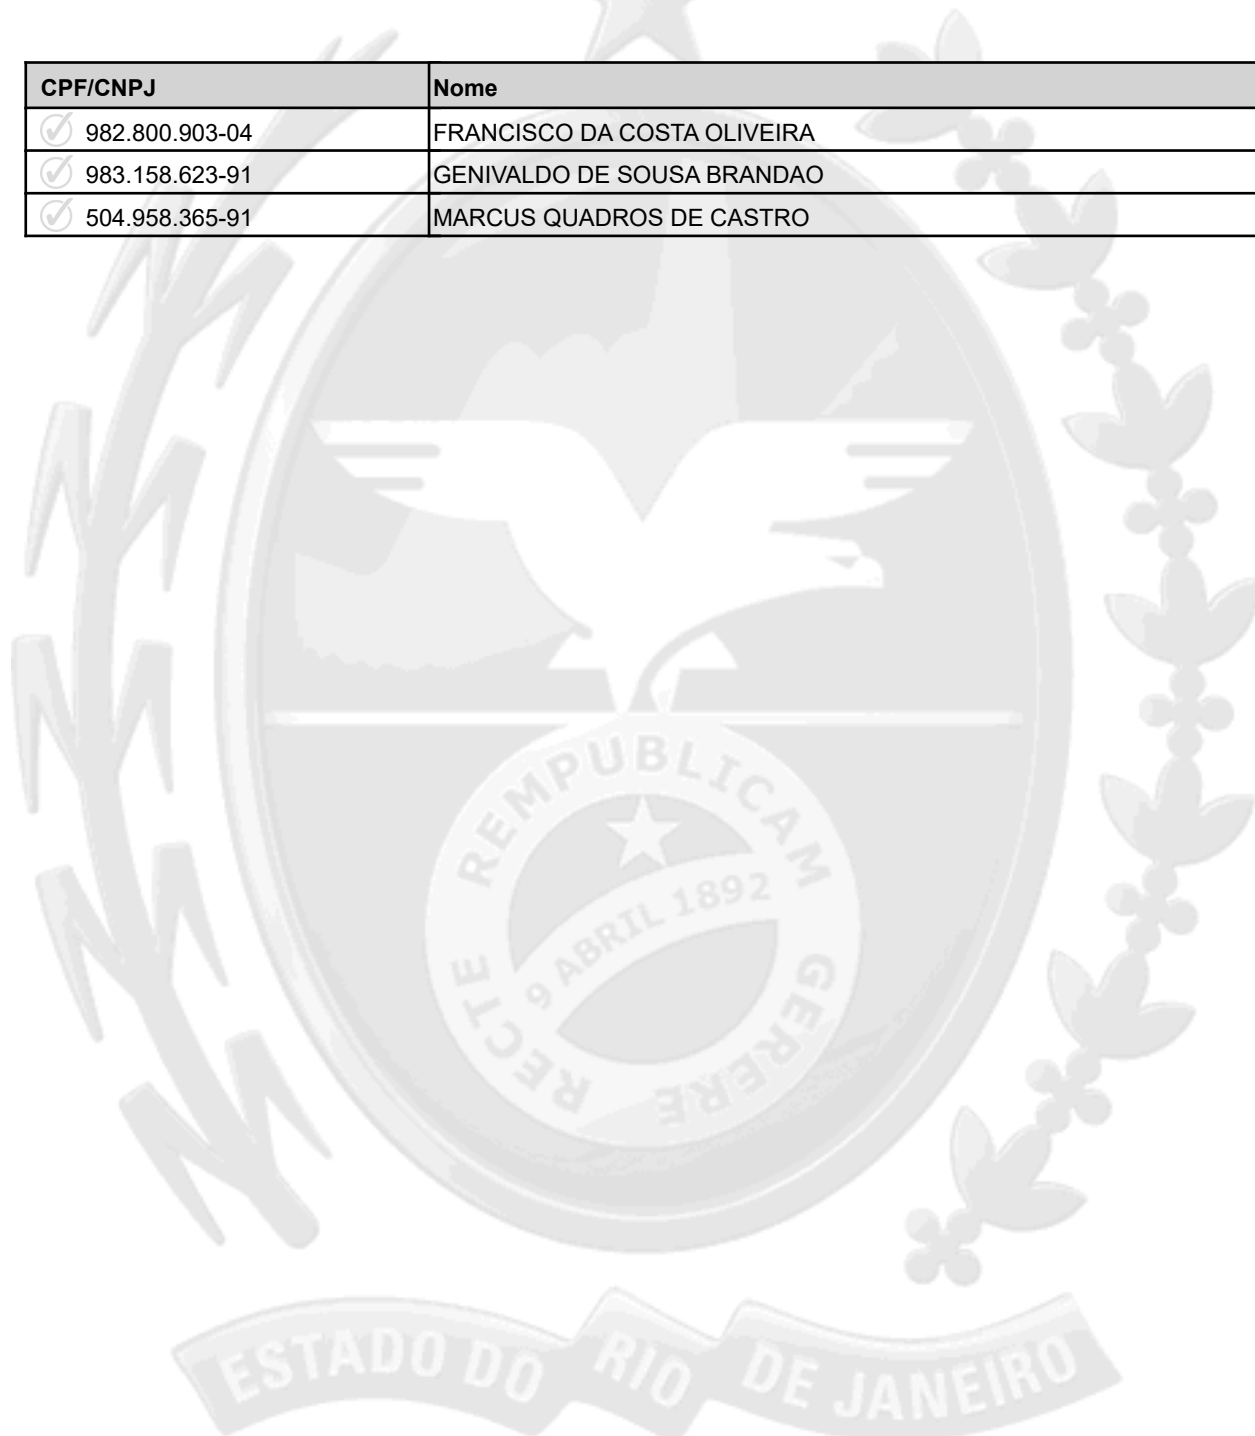 CPF/CNPJ Nome
982.800.903-04 FRANCISCO DA COSTA OLIVEIRA
983.158.623-91 GENIVALDO DE SOUSA BRANDAO
504.958.365-91 MARCUS QUADROS DE CASTRO
RECTE REMPUBLICAM GERERE
9 ABRIL 1892
ESTADO DO RIO DE JANEIRO